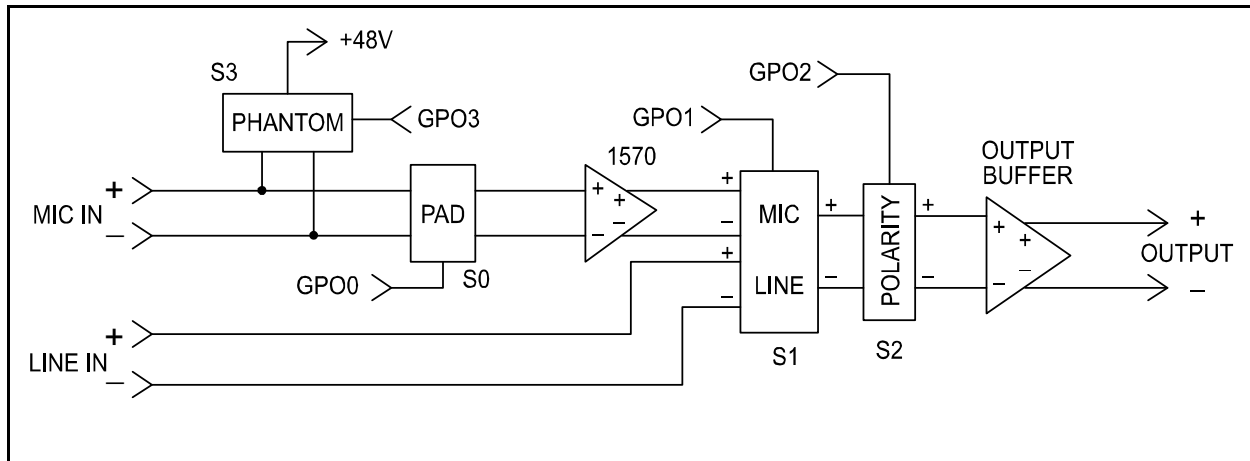 +48V
S3
PHANTOM
GPO3
GPO2
GPO1
1570
OUTPUT
BUFFER
+
MIC IN
−
PAD
GPO0
S0
+
−
+
−
+
−
+
−
MIC
LINE
S1
+
−
POLARITY
S2
+
−
+
−
+
−
+
OUTPUT
−
+
LINE IN
−